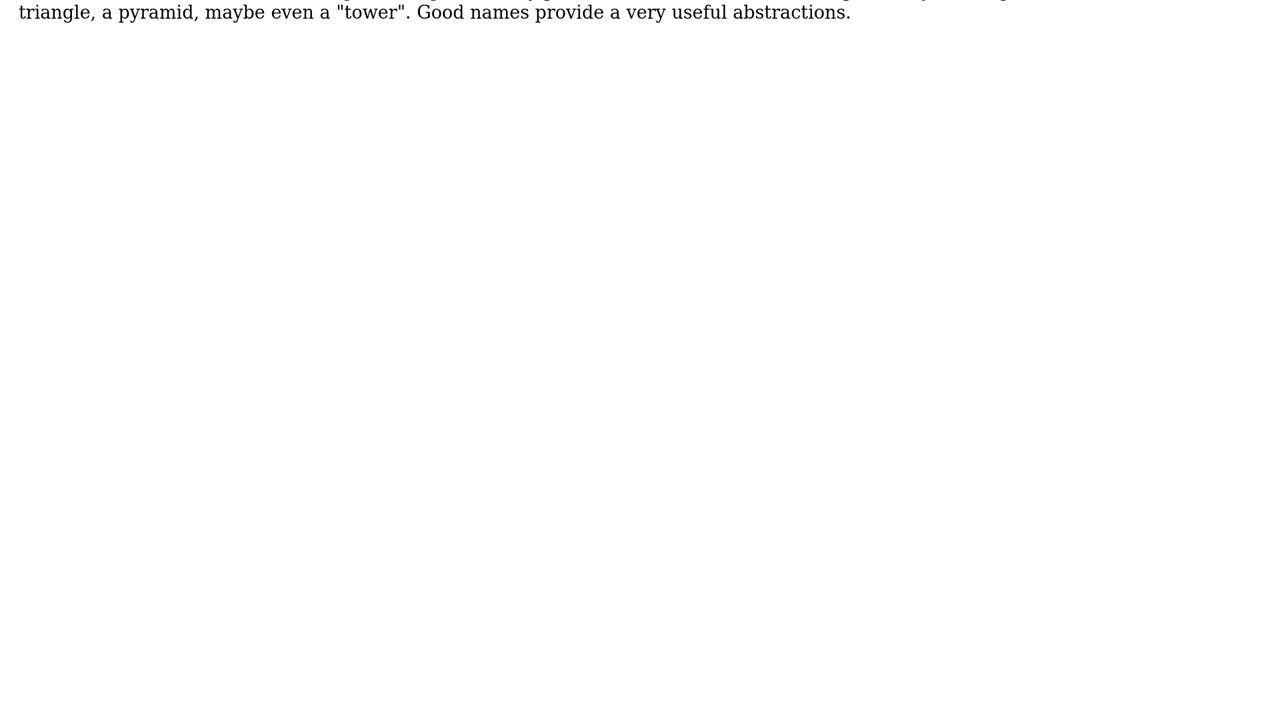 triangle, a pyramid, maybe even a "tower". Good names provide a very useful abstractions.